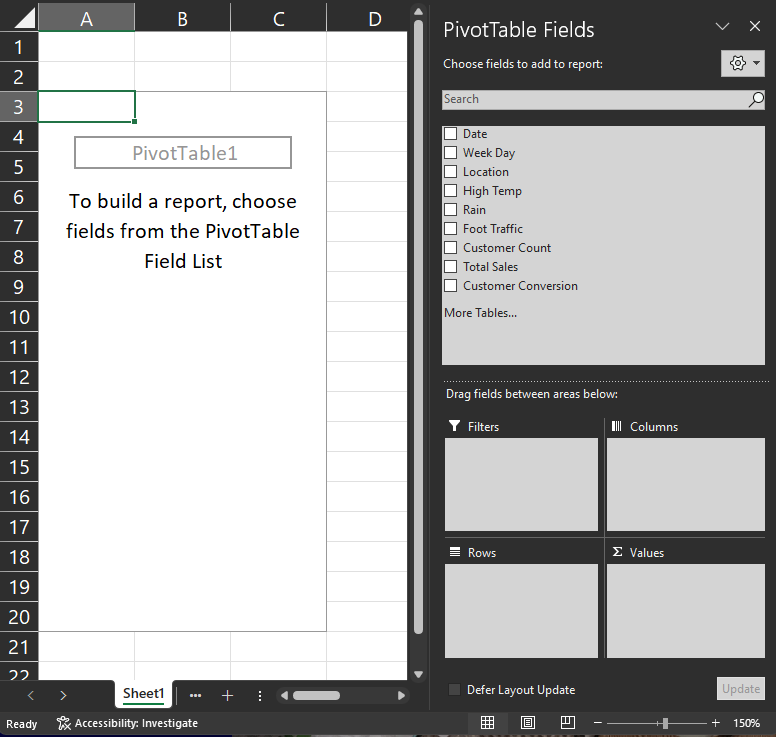 A B C D
1
2
3
4
5
6
7
8
9
10
11
12
13
14
15
16
17
18
19
20
21
22
PivotTable1
To build a report, choose
fields from the PivotTable
Field List
Sheet1
Ready
Accessibility: Investigate
150%
PivotTable Fields
Choose fields to add to report:
Search
Date
Week Day
Location
High Temp
Rain
Foot Traffic
Customer Count
Total Sales
Customer Conversion
More Tables...
Drag fields between areas below:
Filters
Columns
Rows
Σ Values
Defer Layout Update
Update